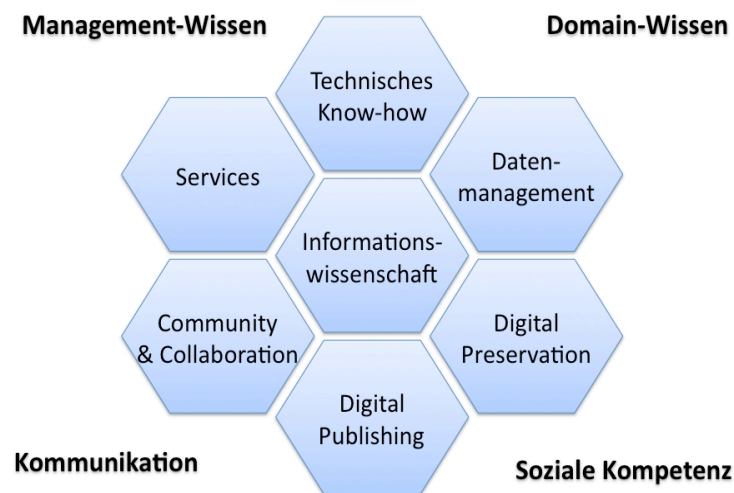 Management-Wissen
Domain-Wissen
Technisches
Know-how
Services
Daten-
management
Informations-
wissenschaft
Community
& Collaboration
Digital
Preservation
Digital
Publishing
Kommunikation
Soziale Kompetenz